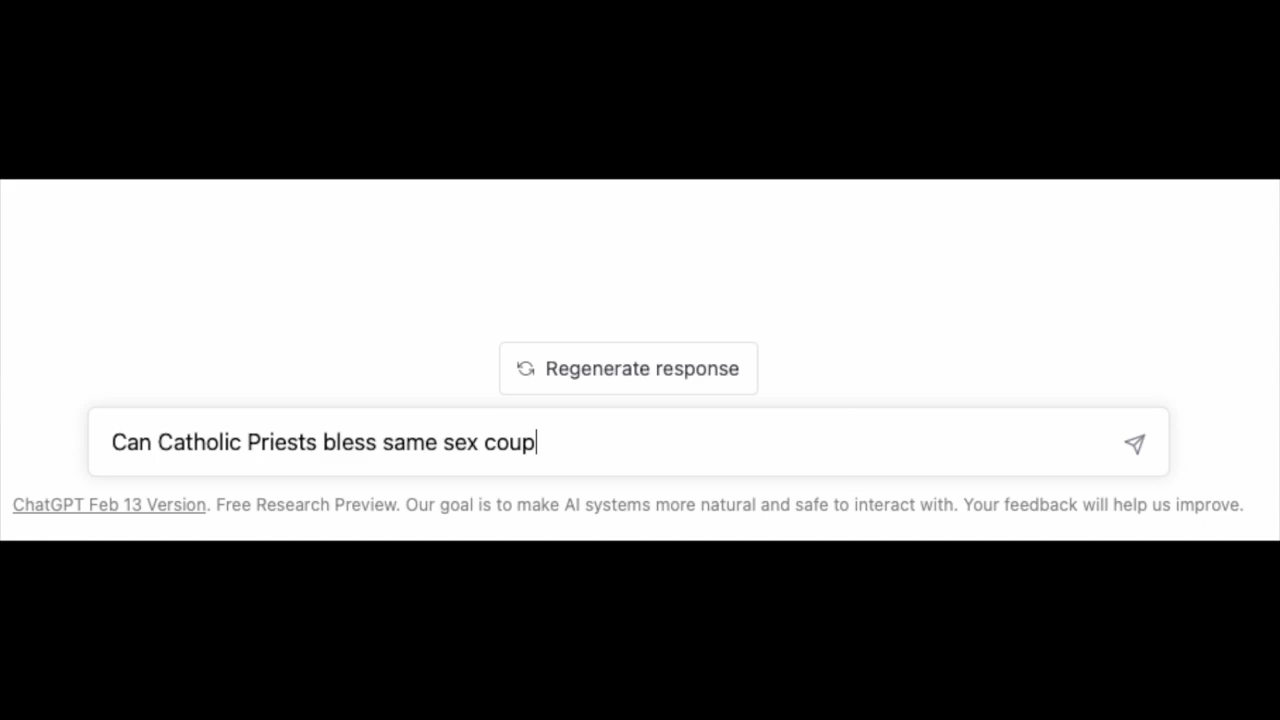 Regenerate response
Can Catholic Priests bless same sex coup
ChatGPT Feb 13 Version. Free Research Preview. Our goal is to make AI systems more natural and safe to interact with. Your feedback will help us improve.